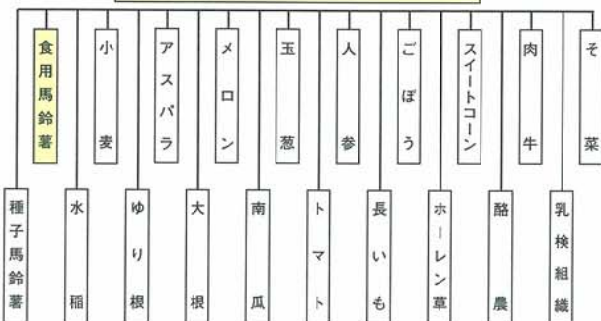 食用馬鈴薯
小麦
アスパラ
メロン
玉葱
人参
ごぼう
スイートコーン
肉牛
そ菜
種子馬鈴薯
水稲
ゆり根
大根
南瓜
トマト
長いも
ホーレン草
酪農
乳検組織